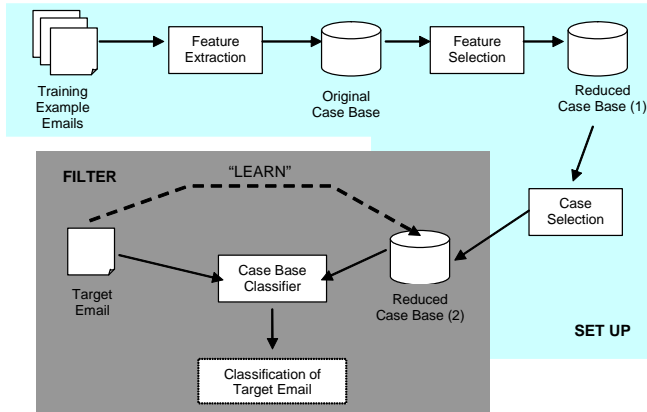 Training
Example
Emails
Feature
Extraction
Original
Case Base
Feature
Selection
Reduced
Case Base (1)
Case
Selection
SET UP
FILTER
“LEARN”
Target
Email
Case Base
Classifier
Reduced
Case Base (2)
Classification of
Target Email